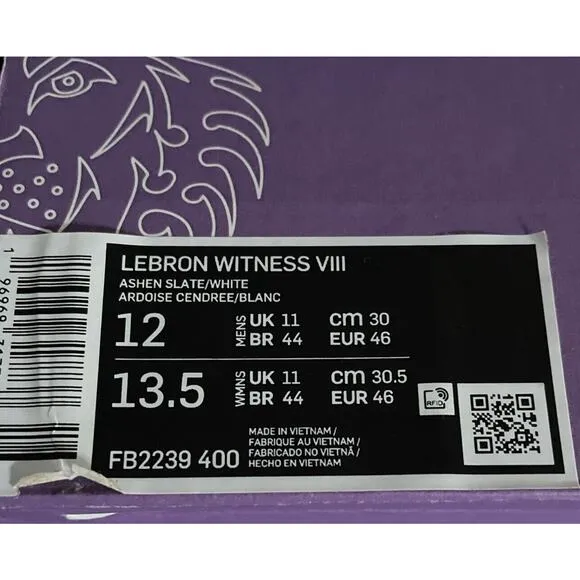 LEBRON WITNESS VIII
ASHEN SLATE/WHITE
ARDOISE CENDREE/BLANC
12 MENS UK 11 CM 30
BR 44 EUR 46
13.5 WMNS UK 11 CM 30.5
BR 44 EUR 46
RFID
FB2239 400
MADE IN VIETNAM /
FABRIQUE AU VIETNAM /
FABRICADO NO VIETNÃ /
HECHO EN VIETNAM